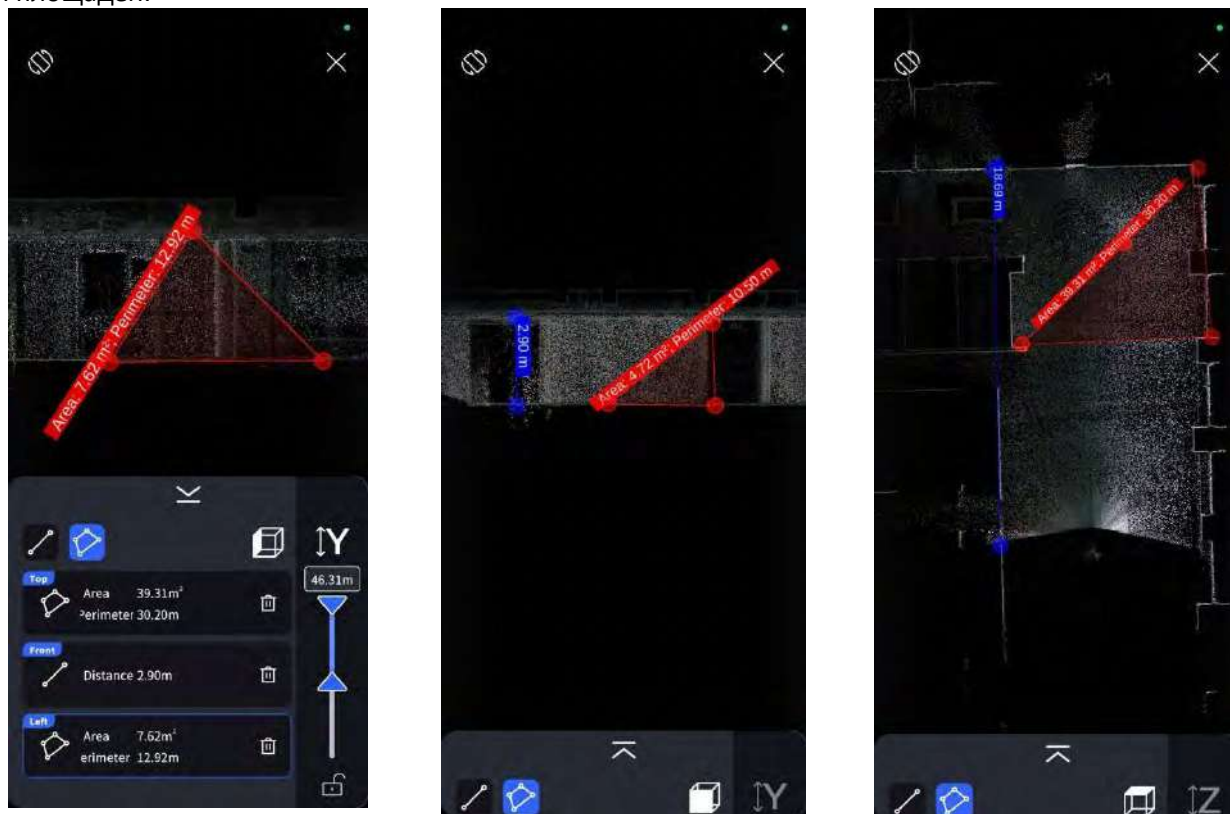 Area: 7.62 m². Perimeter: 12.92 m
Y
46.31m
Top
Area 39.31m²
Perimeter 30.20m
Front
Distance 2.90m
Left
Area 7.62m²
erimeter 12.92m
2.90 m
Area: 4.72 m². Perimeter: 10.50 m
Y
18.69 m
Area: 39.31 m². Perimeter: 30.20 m
Z